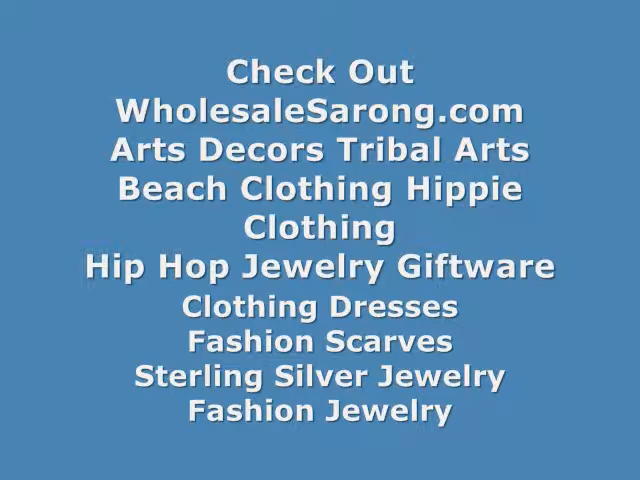 Check Out
WholesaleSarong.com
Arts Decors Tribal Arts
Beach Clothing Hippie
Clothing
Hip Hop Jewelry Giftware
Clothing Dresses
Fashion Scarves
Sterling Silver Jewelry
Fashion Jewelry